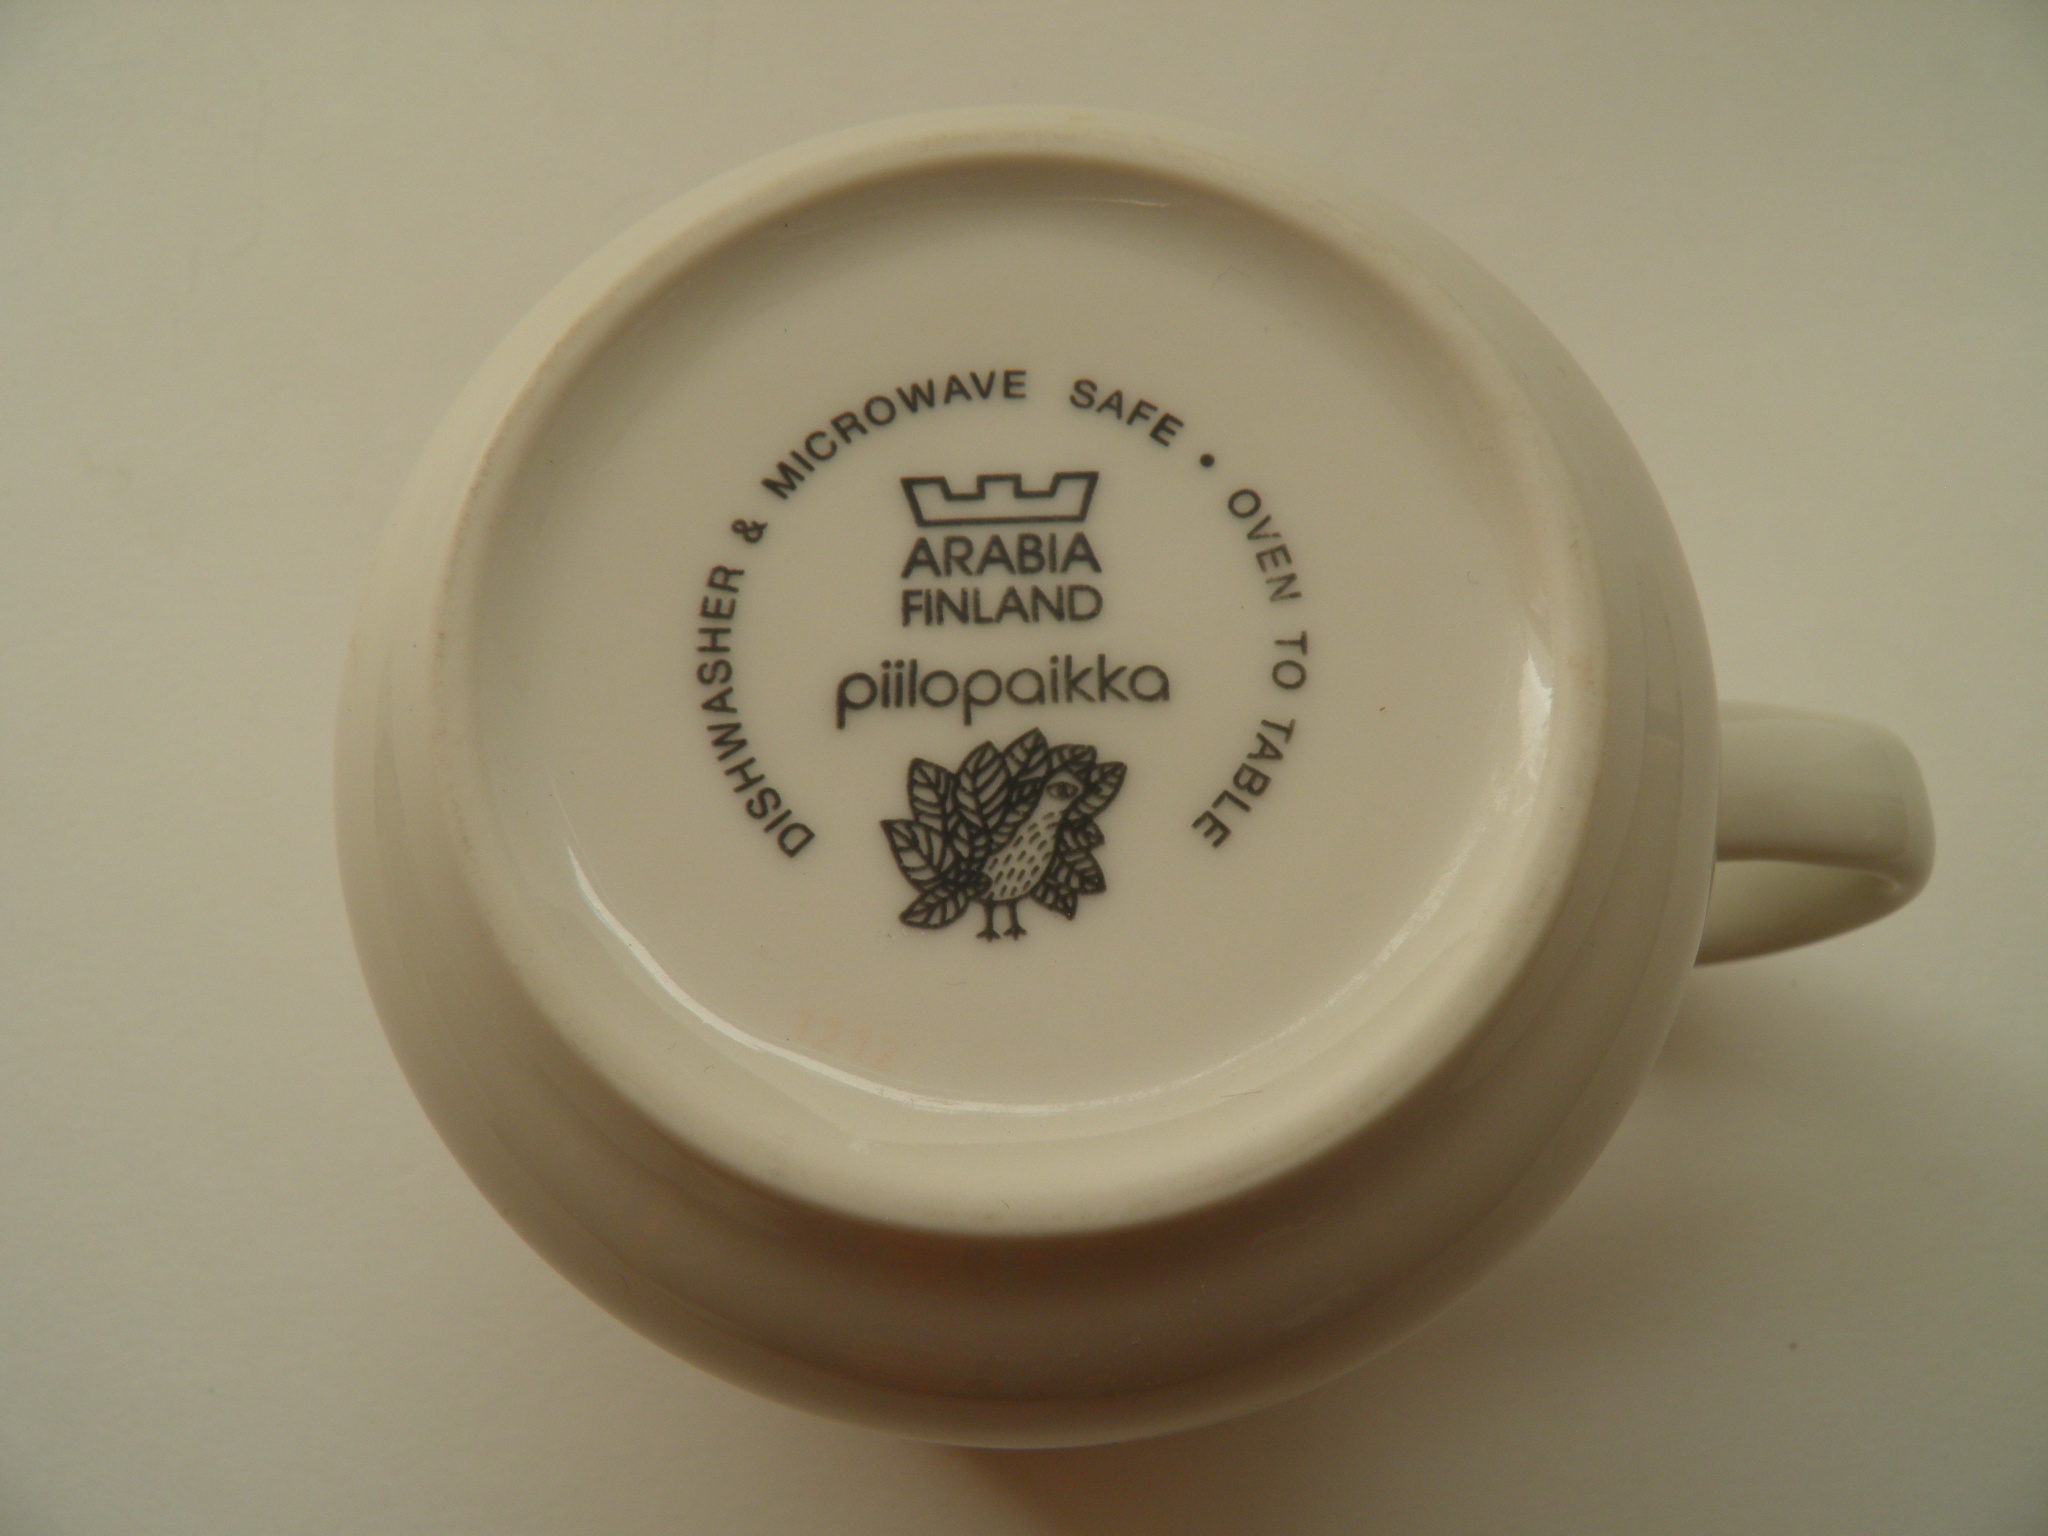 DISHWASHER & MICROWAVE SAFE • OVEN TO TABLE
ARABIA
FINLAND
piilopaikka